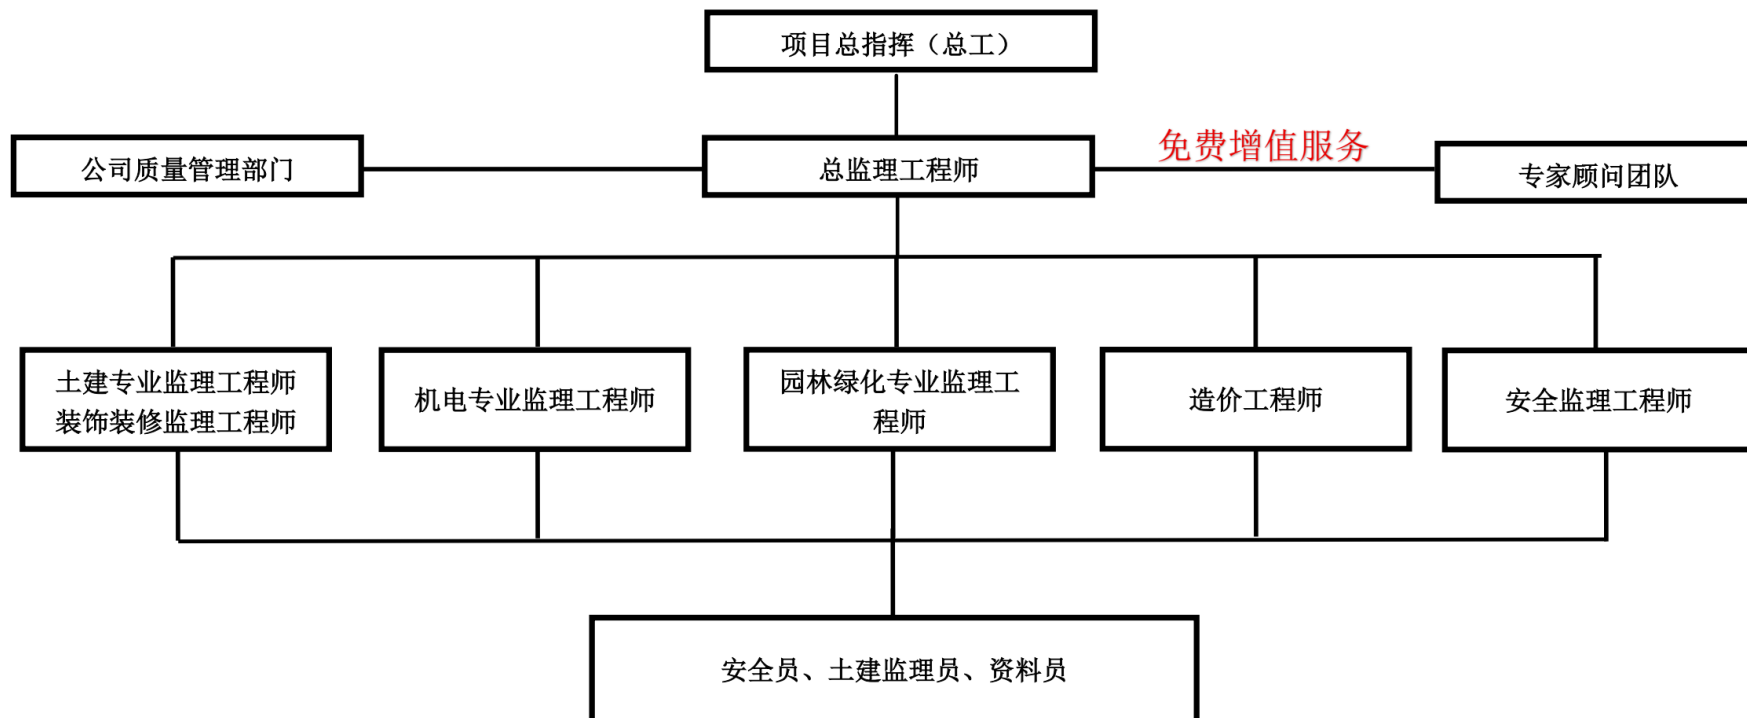 项目总指挥（总工）
公司质量管理部门
总监理工程师
免费增值服务
专家顾问团队
土建专业监理工程师
装饰装修监理工程师
机电专业监理工程师
园林绿化专业监理工
程师
造价工程师
安全监理工程师
安全员、土建监理员、资料员